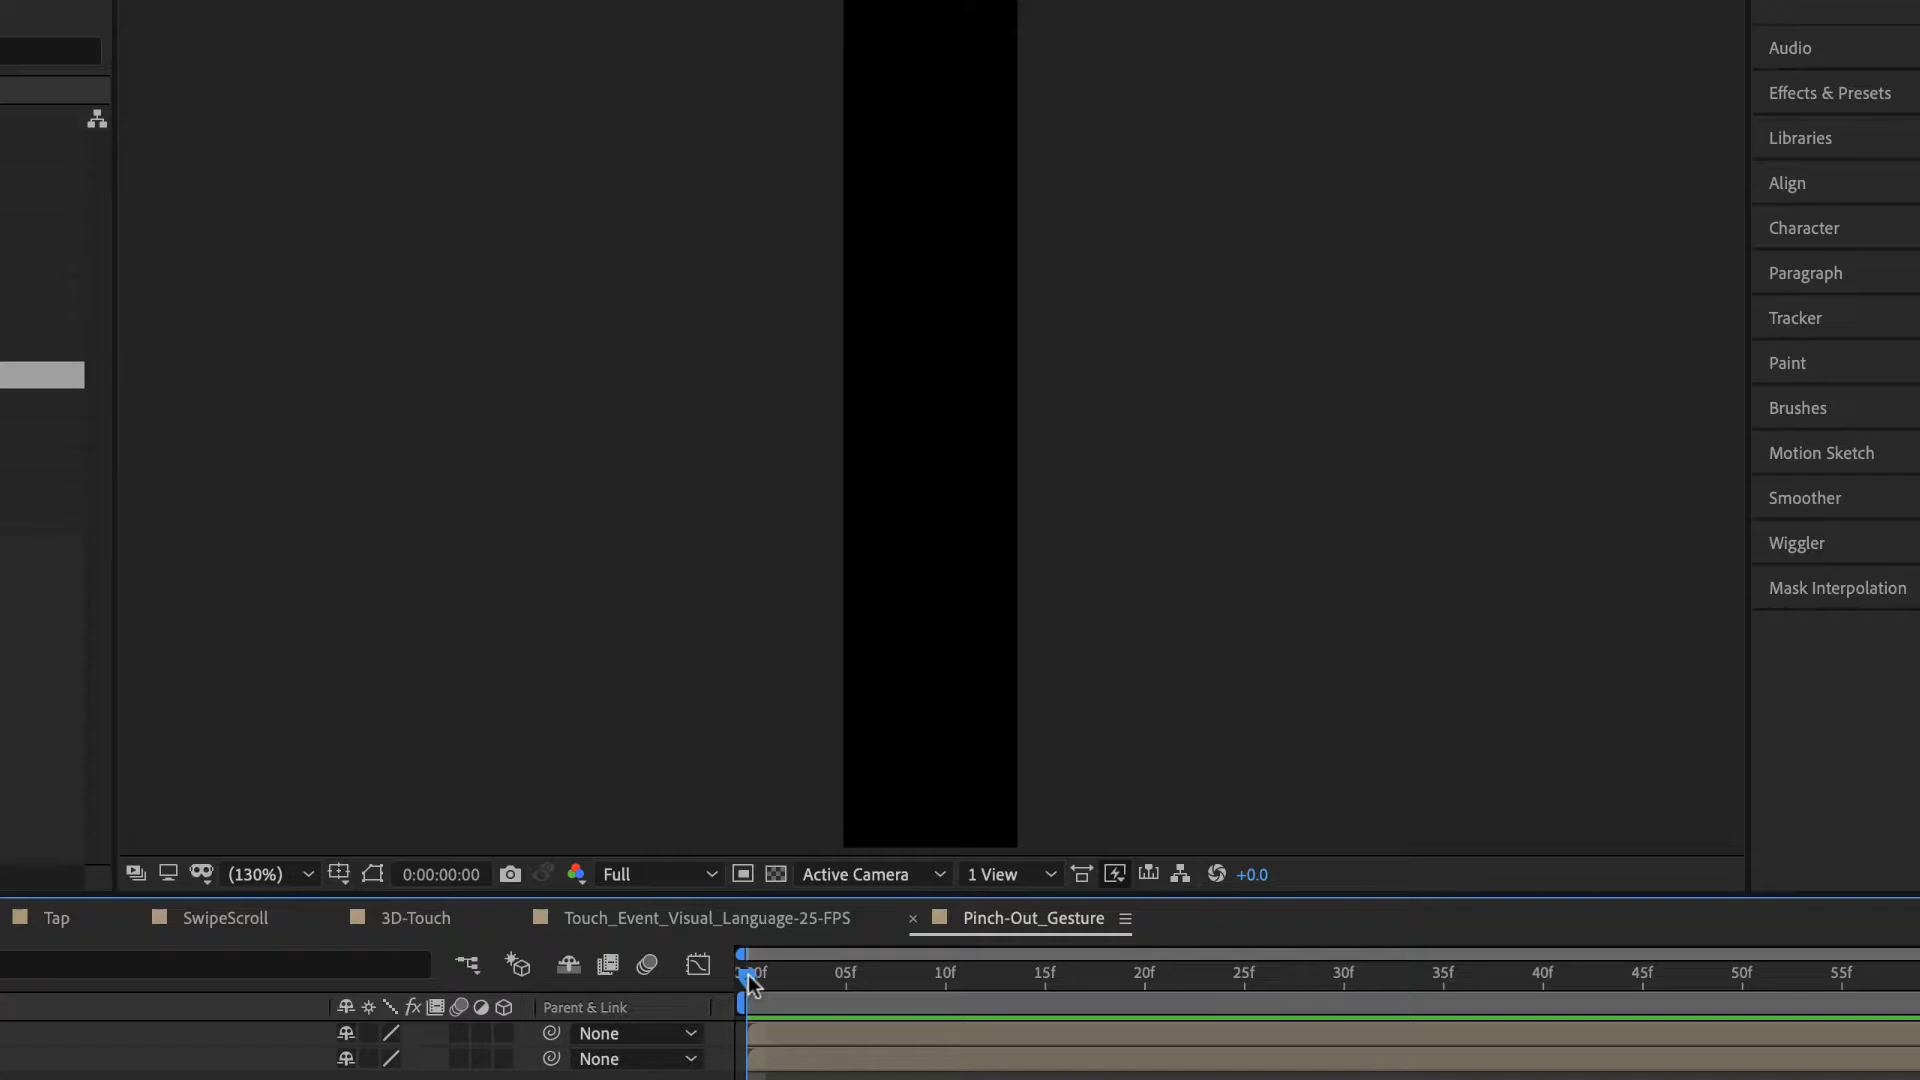 Audio
Effects & Presets
Libraries
Align
Character
Paragraph
Tracker
Paint
Brushes
Motion Sketch
Smoother
Wiggler
Mask Interpolation
(130%) 0:00:00:00 Full Active Camera 1 View +0.0
Tap SwipeScroll 3D-Touch Touch_Event_Visual_Language-25-FPS × Pinch-Out_Gesture
05f 10f 15f 20f 25f 30f 35f 40f 45f 50f 55f
fx Parent & Link
None
None